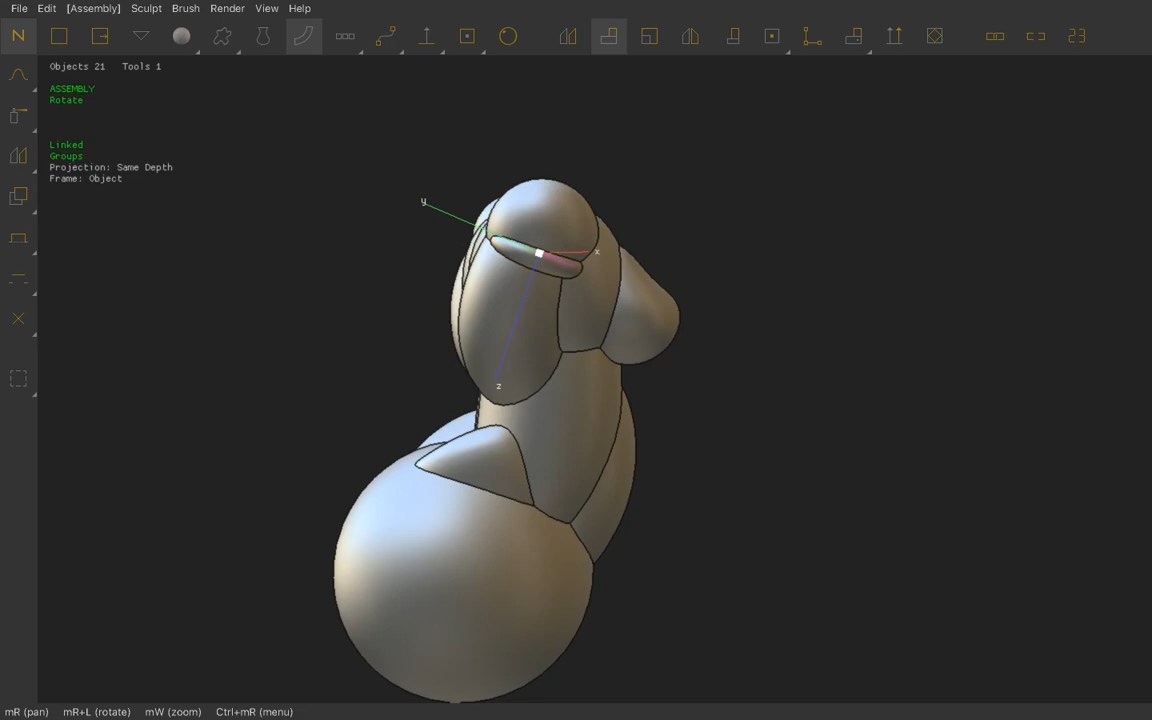 File Edit [Assembly] Sculpt Brush Render View Help
Objects 21 Tools 1
ASSEMBLY
Rotate
Linked
Groups
Projection: Same Depth
Frame: Object
y
x
z
mR (pan) mR+L (rotate) mW (zoom) Ctrl+mR (menu)